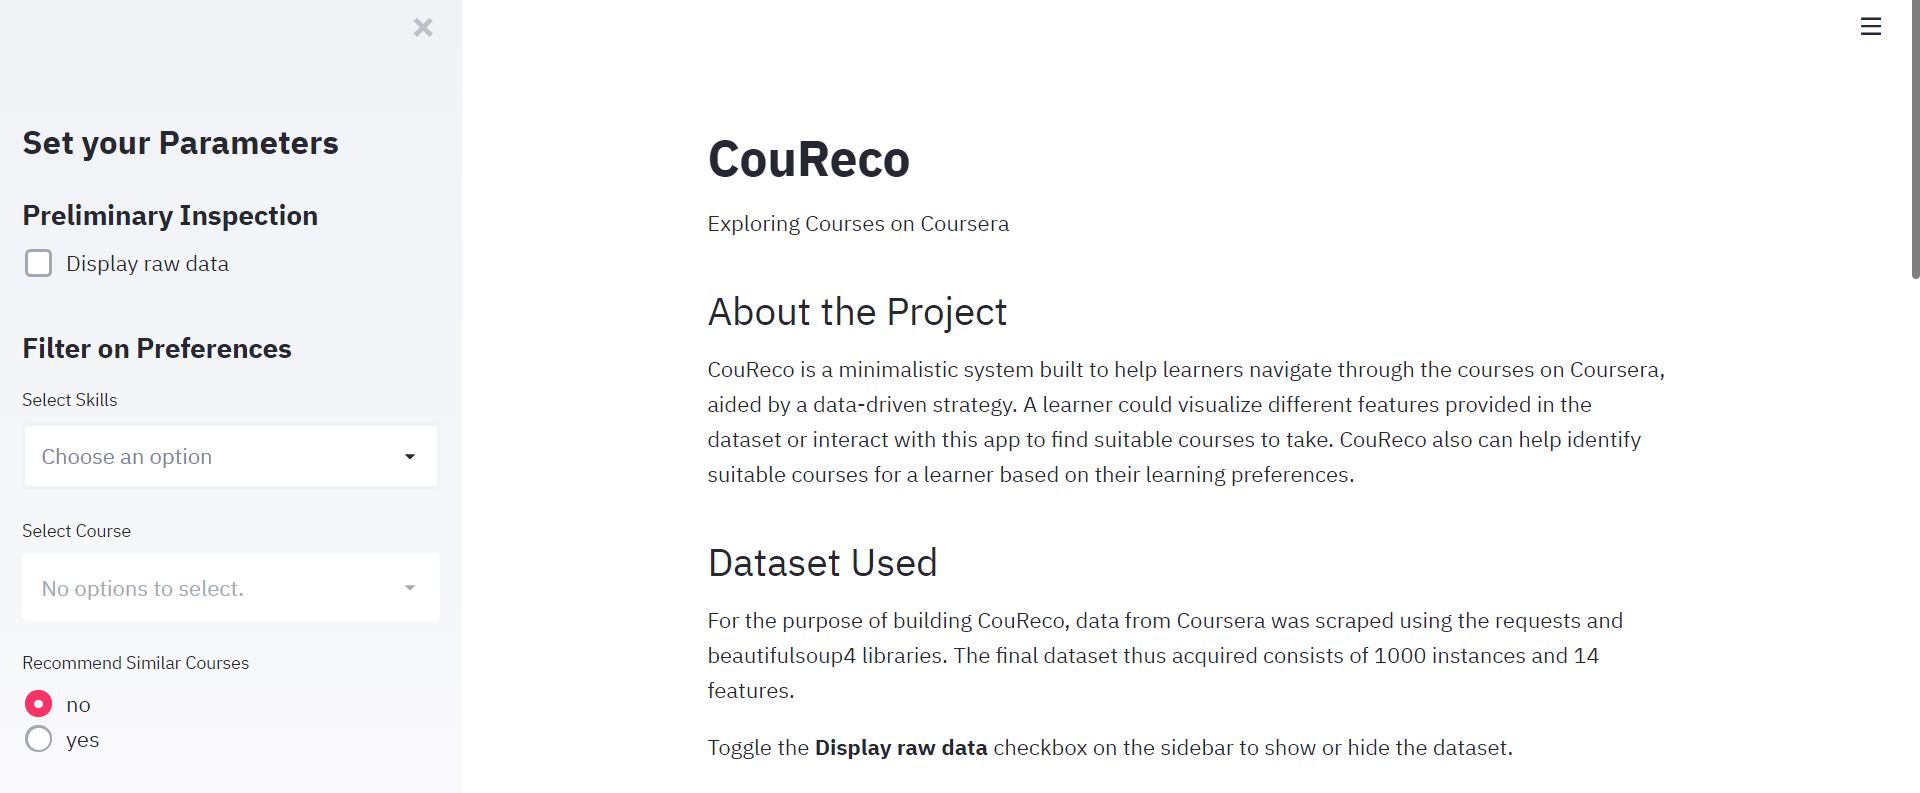 Set your Parameters
Preliminary Inspection
Display raw data
Filter on Preferences
Select Skills
Choose an option
Select Course
No options to select.
Recommend Similar Courses
no
yes
CouReco
Exploring Courses on Coursera
About the Project
CouReco is a minimalistic system built to help learners navigate through the courses on Coursera,
aided by a data-driven strategy. A learner could visualize different features provided in the
dataset or interact with this app to find suitable courses to take. CouReco also can help identify
suitable courses for a learner based on their learning preferences.
Dataset Used
For the purpose of building CouReco, data from Coursera was scraped using the requests and
beautifulsoup4 libraries. The final dataset thus acquired consists of 1000 instances and 14
features.
Toggle the Display raw data checkbox on the sidebar to show or hide the dataset.